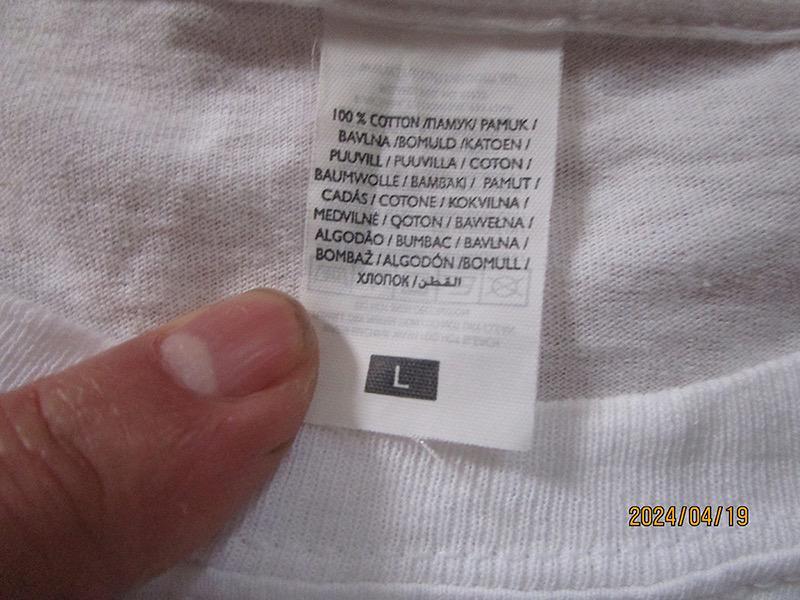 100 % COTTON /ПАМУК/ PAMUK /
BAVLNA /BOMULD /KATOEN /
PUUVILL / PUUVILLA / COTON /
BAUMWOLLE / BAMBAKI / PAMUT /
CADÁS / COTONE / KOKVILNA /
MEDVILNĖ / QOTON / BAWEŁNA /
ALGODÃO / BUMBAC / BAVLNA /
BOMBAŽ / ALGODÓN /BOMULL /
ХЛОПОК / القطن
L
2024/04/19